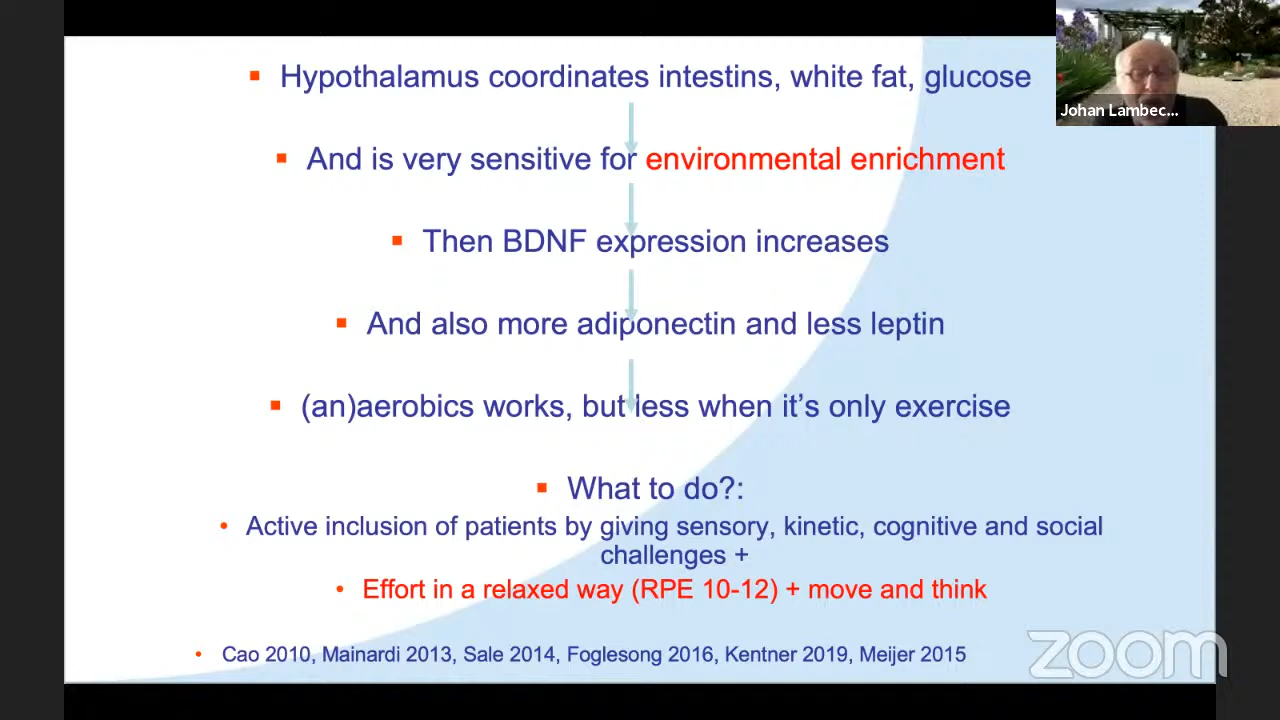 ▪ Hypothalamus coordinates intestins, white fat, glucose
Johan Lambec...
▪ And is very sensitive for environmental enrichment
▪ Then BDNF expression increases
▪ And also more adiponectin and less leptin
▪ (an)aerobics works, but less when it's only exercise
▪ What to do?:
• Active inclusion of patients by giving sensory, kinetic, cognitive and social
challenges +
• Effort in a relaxed way (RPE 10-12) + move and think
• Cao 2010, Mainardi 2013, Sale 2014, Foglesong 2016, Kentner 2019, Meijer 2015
zoom